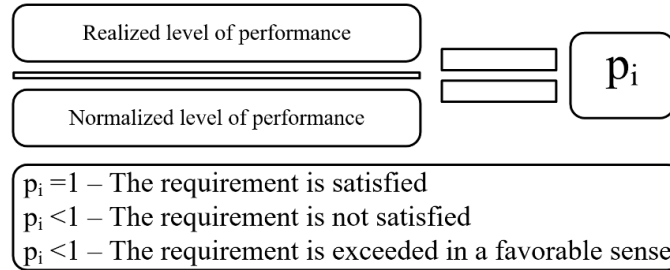 Realized level of performance
Normalized level of performance
pᵢ
pᵢ =1 – The requirement is satisfied
pᵢ <1 – The requirement is not satisfied
pᵢ <1 – The requirement is exceeded in a favorable sense